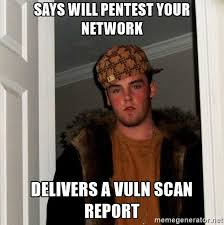 SAYS WILL PENTEST YOUR
NETWORK
DELIVERS A VULN SCAN
REPORT
memegenerator.net